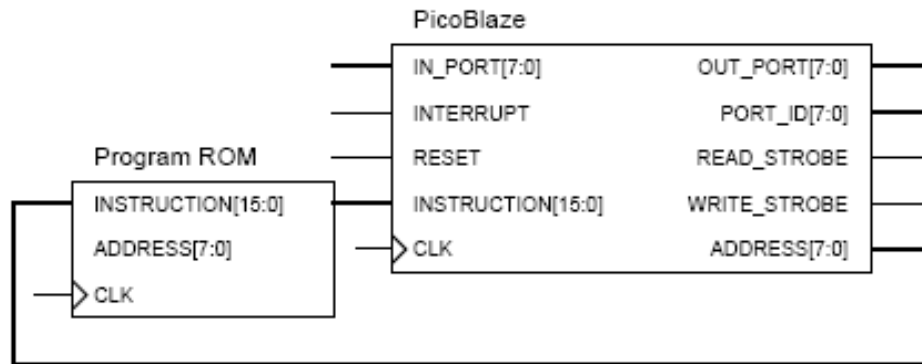 PicoBlaze
IN_PORT[7:0] OUT_PORT[7:0]
INTERRUPT PORT_ID[7:0]
RESET READ_STROBE
INSTRUCTION[15:0] WRITE_STROBE
CLK ADDRESS[7:0]
Program ROM
INSTRUCTION[15:0]
ADDRESS[7:0]
CLK